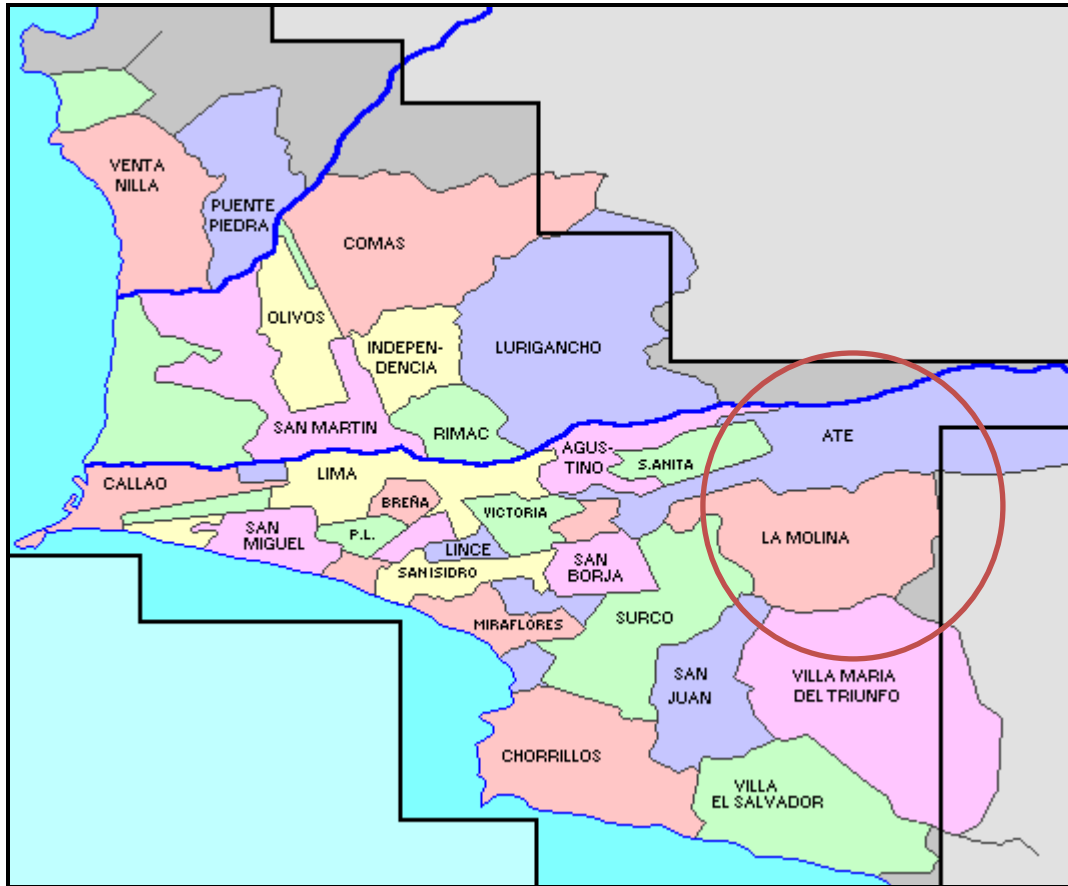 VENTA
NILLA
PUENTE
PIEDRA
COMAS
OLIVOS
INDEPEN-
DENCIA
LURIGANCHO
SAN MARTIN
RIMAC
AGUS-
TINO
S.ANITA
ATE
CALLAO
LIMA
BREÑA
VICTORIA
SAN
MIGUEL
P.L.
LINCE
SAN ISIDRO
SAN
BORJA
LA MOLINA
MIRAFLORES
SURCO
SAN
JUAN
VILLA MARIA
DEL TRIUNFO
CHORRILLOS
VILLA
EL SALVADOR